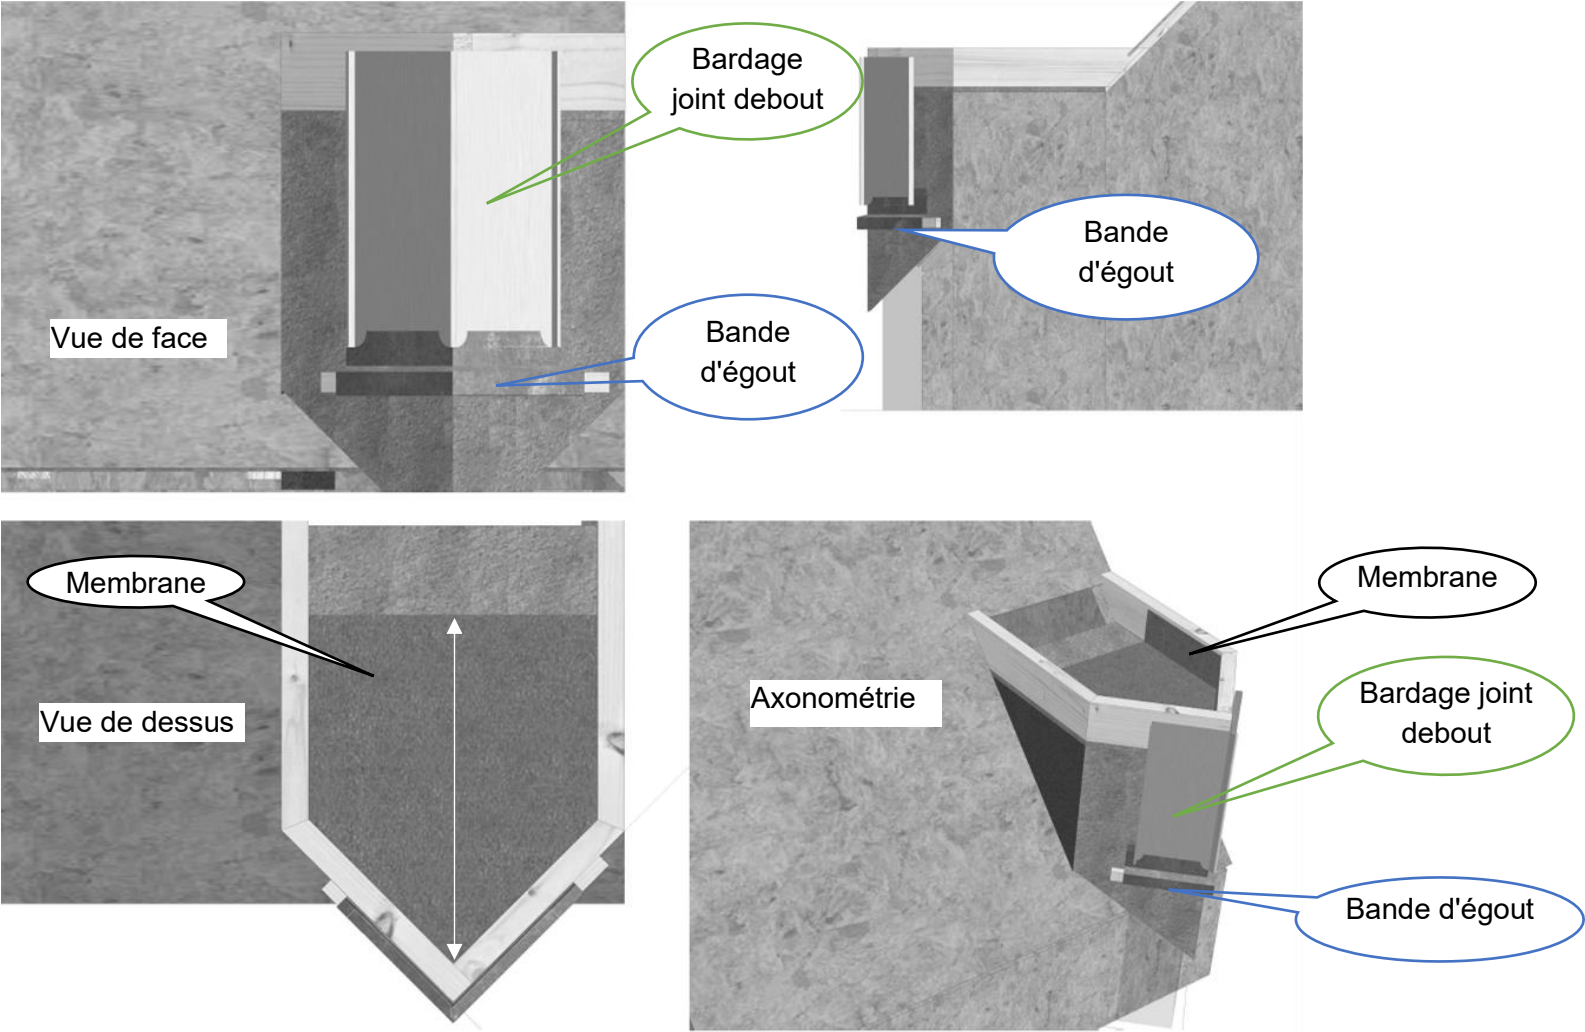 Bardage
joint debout
Bande
d'égout
Vue de face
Bande
d'égout
Membrane
Vue de dessus
Membrane
Axonométrie
Bardage joint
debout
Bande d'égout